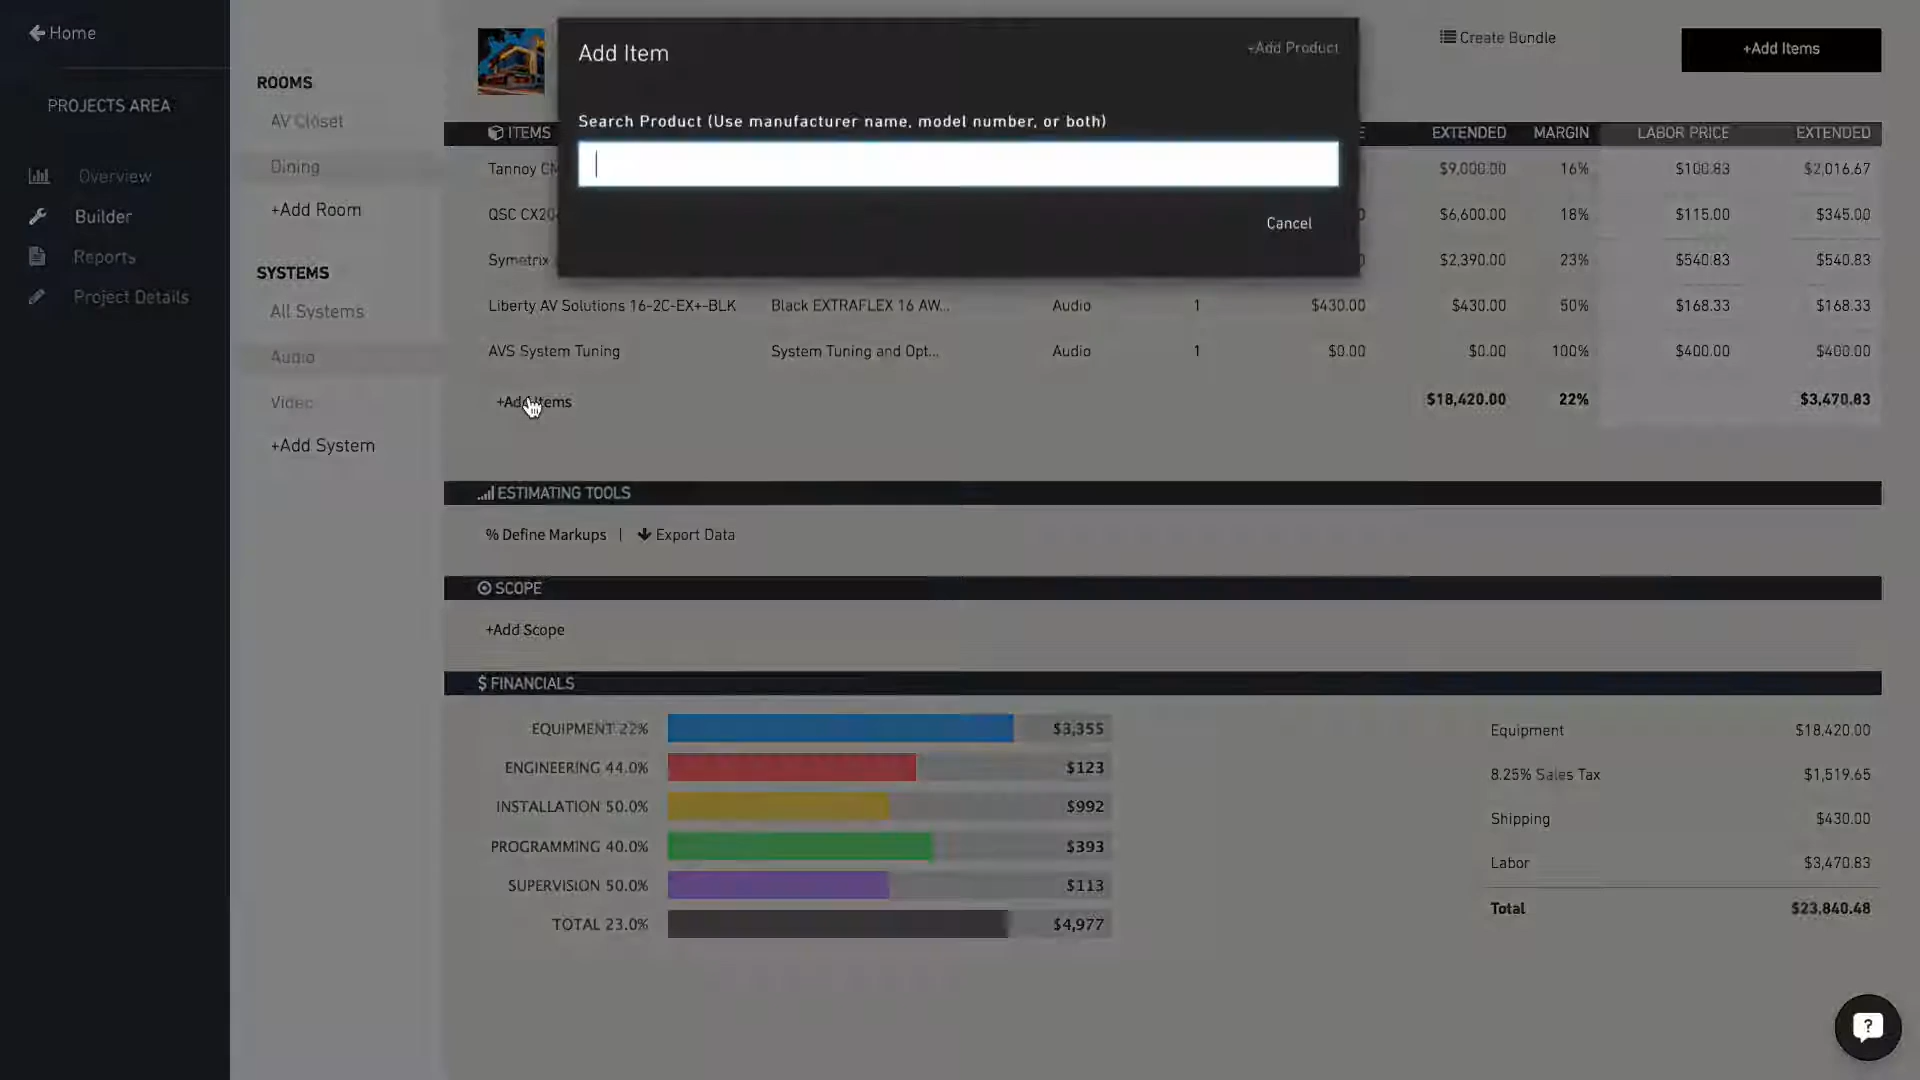 Home
PROJECTS AREA
Overview
Builder
Reports
Project Details
ROOMS
AV Closet
Dining
+Add Room
SYSTEMS
All Systems
Audio
Video
+Add System
Create Bundle
+Add Items
Add Item
+Add Product
Search Product (Use manufacturer name, model number, or both)
Cancel
ITEMS EXTENDED MARGIN LABOR PRICE EXTENDED
Tannoy $9,000.00 16% $100.83 $2,016.67
QSC $6,600.00 18% $115.00 $345.00
Symetrix $2,390.00 23% $540.83 $540.83
Liberty AV Solutions 16-2C-EX+-BLK Black EXTRAFLEX 16 AW... Audio 1 $430.00 $430.00 50% $168.33 $168.33
AVS System Tuning System Tuning and Opt... Audio 1 $0.00 $0.00 100% $400.00 $400.00
+Add Items $18,420.00 22% $3,470.83
ESTIMATING TOOLS
% Define Markups | Export Data
SCOPE
+Add Scope
$ FINANCIALS
EQUIPMENT 22% $3,355
ENGINEERING 44.0% $123
INSTALLATION 50.0% $992
PROGRAMMING 40.0% $393
SUPERVISION 50.0% $113
TOTAL 23.0% $4,977
Equipment $18,420.00
8.25% Sales Tax $1,519.65
Shipping $430.00
Labor $3,470.83
Total $23,840.48
?